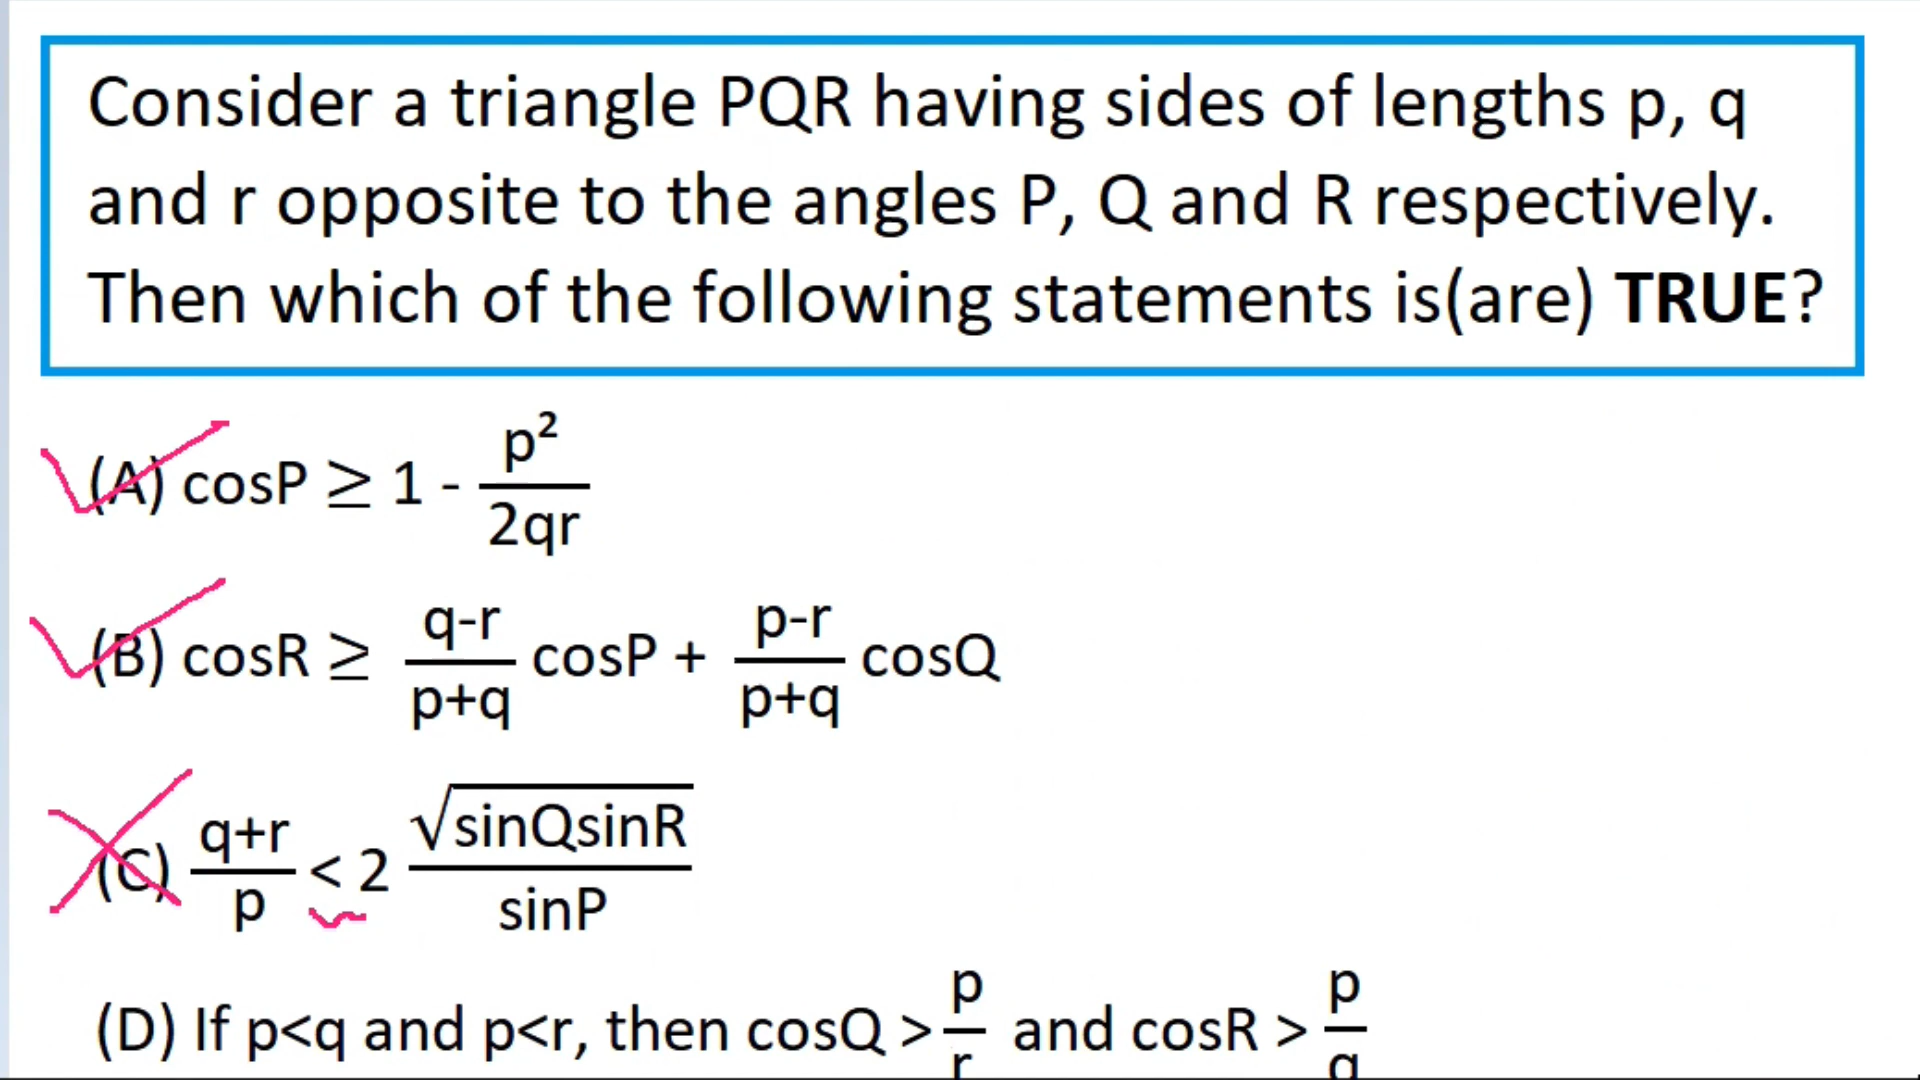 Consider a triangle PQR having sides of lengths p, q
and r opposite to the angles P, Q and R respectively.
Then which of the following statements is(are) TRUE?
(A) cosP ≥ 1 - p²/2qr
(B) cosR ≥ q-r/p+q cosP + p-r/p+q cosQ
(C) q+r/p < 2 √sinQsinR/sinP
(D) If p<q and p<r, then cosQ > p/r and cosR > p/q